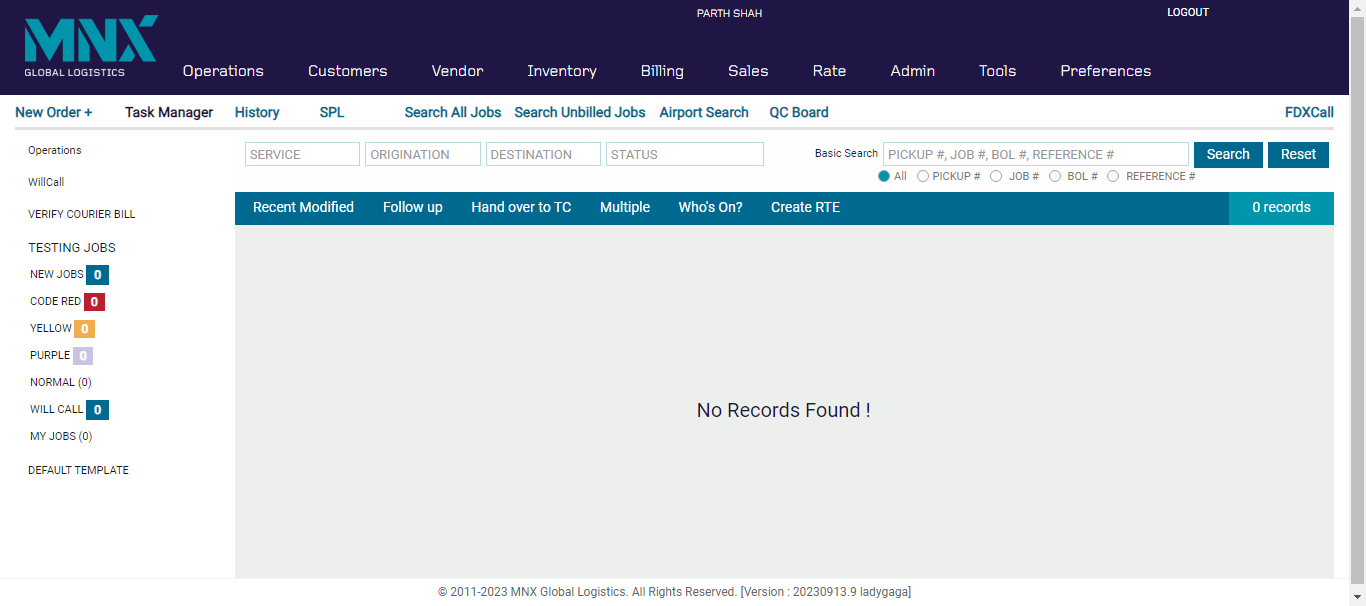 PARTH SHAH LOGOUT
MNX
GLOBAL LOGISTICS
Operations Customers Vendor Inventory Billing Sales Rate Admin Tools Preferences
New Order + Task Manager History SPL Search All Jobs Search Unbilled Jobs Airport Search QC Board FDXCall
Operations
WillCall
VERIFY COURIER BILL
TESTING JOBS
NEW JOBS 0
CODE RED 0
YELLOW 0
PURPLE 0
NORMAL (0)
WILL CALL 0
MY JOBS (0)
DEFAULT TEMPLATE
SERVICE ORIGINATION DESTINATION STATUS Basic Search PICKUP #, JOB #, BOL #, REFERENCE # Search Reset
All PICKUP # JOB # BOL # REFERENCE #
Recent Modified Follow up Hand over to TC Multiple Who's On? Create RTE 0 records
No Records Found !
© 2011-2023 MNX Global Logistics. All Rights Reserved. [Version : 20230913.9 ladygaga]